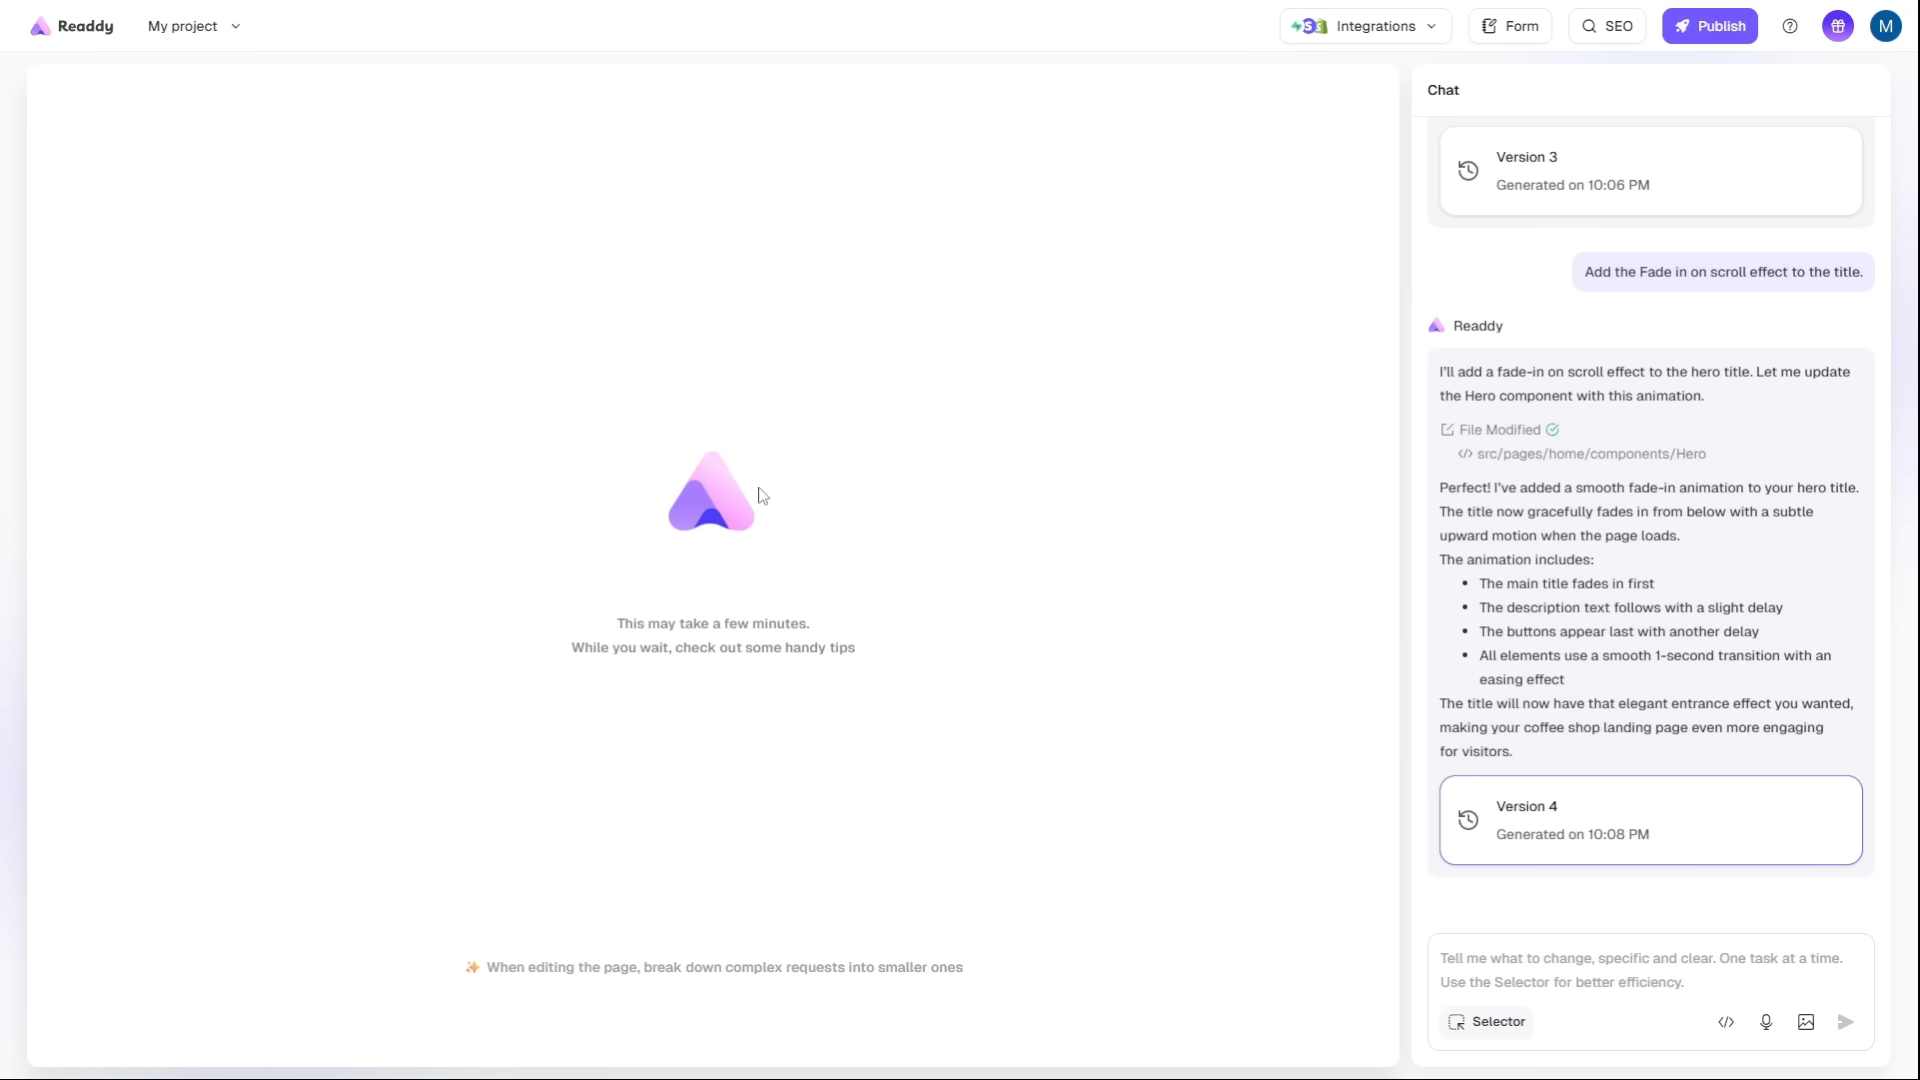 Readdy
My project
Integrations
Form
SEO
Publish
M
Chat
Version 3
Generated on 10:06 PM
Add the Fade in on scroll effect to the title.
Readdy
I'll add a fade-in on scroll effect to the hero title. Let me update
the Hero component with this animation.
File Modified
</> src/pages/home/components/Hero
Perfect! I've added a smooth fade-in animation to your hero title.
The title now gracefully fades in from below with a subtle
upward motion when the page loads.
The animation includes:
• The main title fades in first
• The description text follows with a slight delay
• The buttons appear last with another delay
• All elements use a smooth 1-second transition with an
easing effect
The title will now have that elegant entrance effect you wanted,
making your coffee shop landing page even more engaging
for visitors.
Version 4
Generated on 10:08 PM
This may take a few minutes.
While you wait, check out some handy tips
When editing the page, break down complex requests into smaller ones
Tell me what to change, specific and clear. One task at a time.
Use the Selector for better efficiency.
Selector